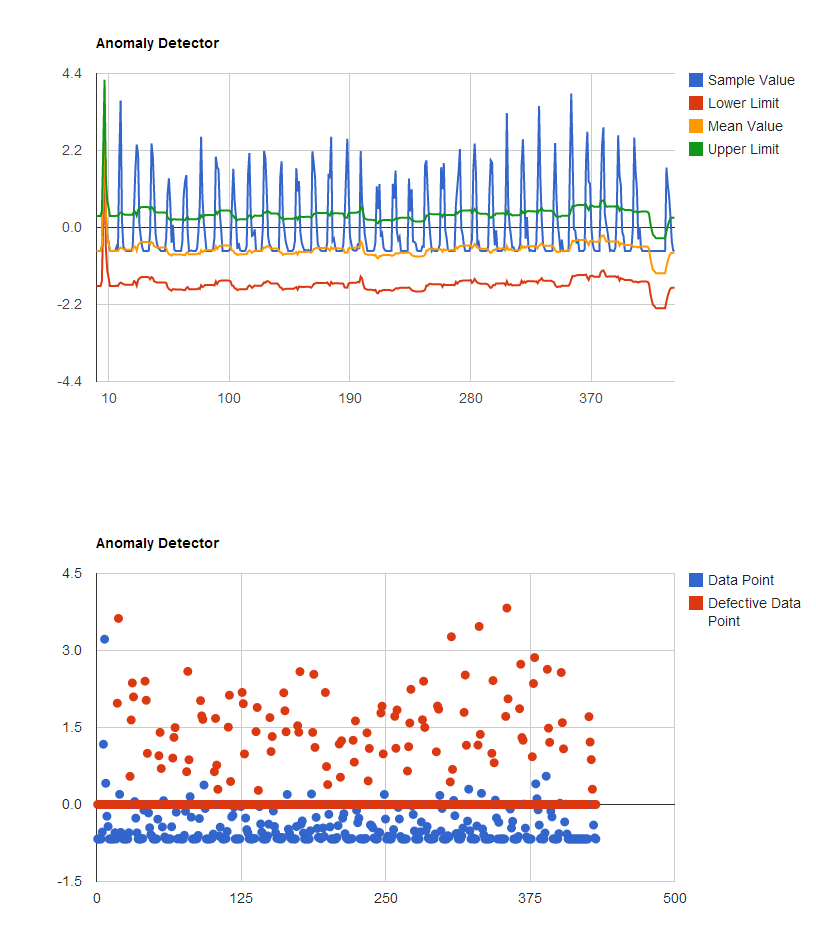 Anomaly Detector
4.4
2.2
0.0
-2.2
-4.4
10 100 190 280 370
Sample Value
Lower Limit
Mean Value
Upper Limit
Anomaly Detector
4.5
3.0
1.5
0.0
-1.5
0 125 250 375 500
Data Point
Defective Data
Point